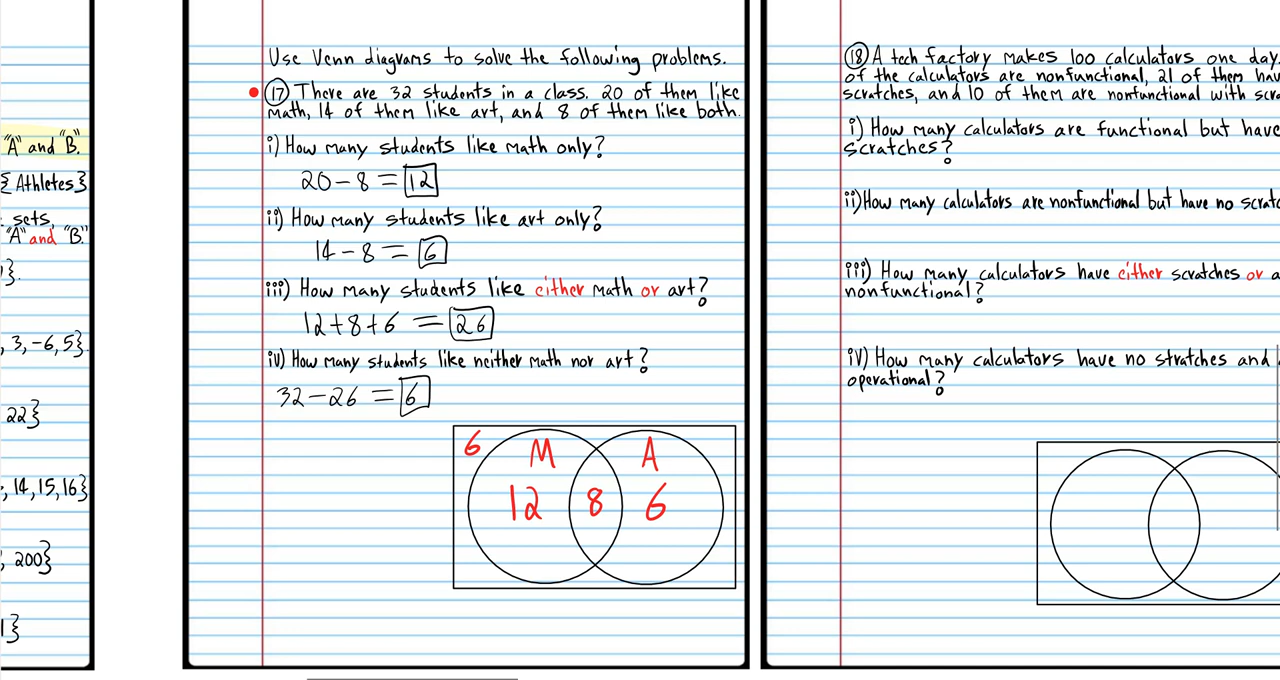 "A" and "B."
{Athletes}
sets,
"A" and "B."
}.
, 3, -6, 5}.
22}
, 14, 15, 16}
, 200}
}
Use Venn diagrams to solve the following problems.
(17) There are 32 students in a class. 20 of them like
Math, 14 of them like art, and 8 of them like both.
i) How many students like math only?
20 - 8 = 12
ii) How many students like art only?
14 - 8 = 6
iii) How many students like either math or art?
12 + 8 + 6 = 26
iv) How many students like neither math nor art?
32 - 26 = 6
6 M A
12 8 6
(18) A tech factory makes 100 calculators one day.
of the calculators are nonfunctional, 21 of them
scratches, and 10 of them are nonfunctional with
i) How many calculators are functional but have
scratches?
ii) How many calculators are nonfunctional but have no
iii) How many calculators have either scratches or
nonfunctional?
iv) How many calculators have no stratches and
operational?